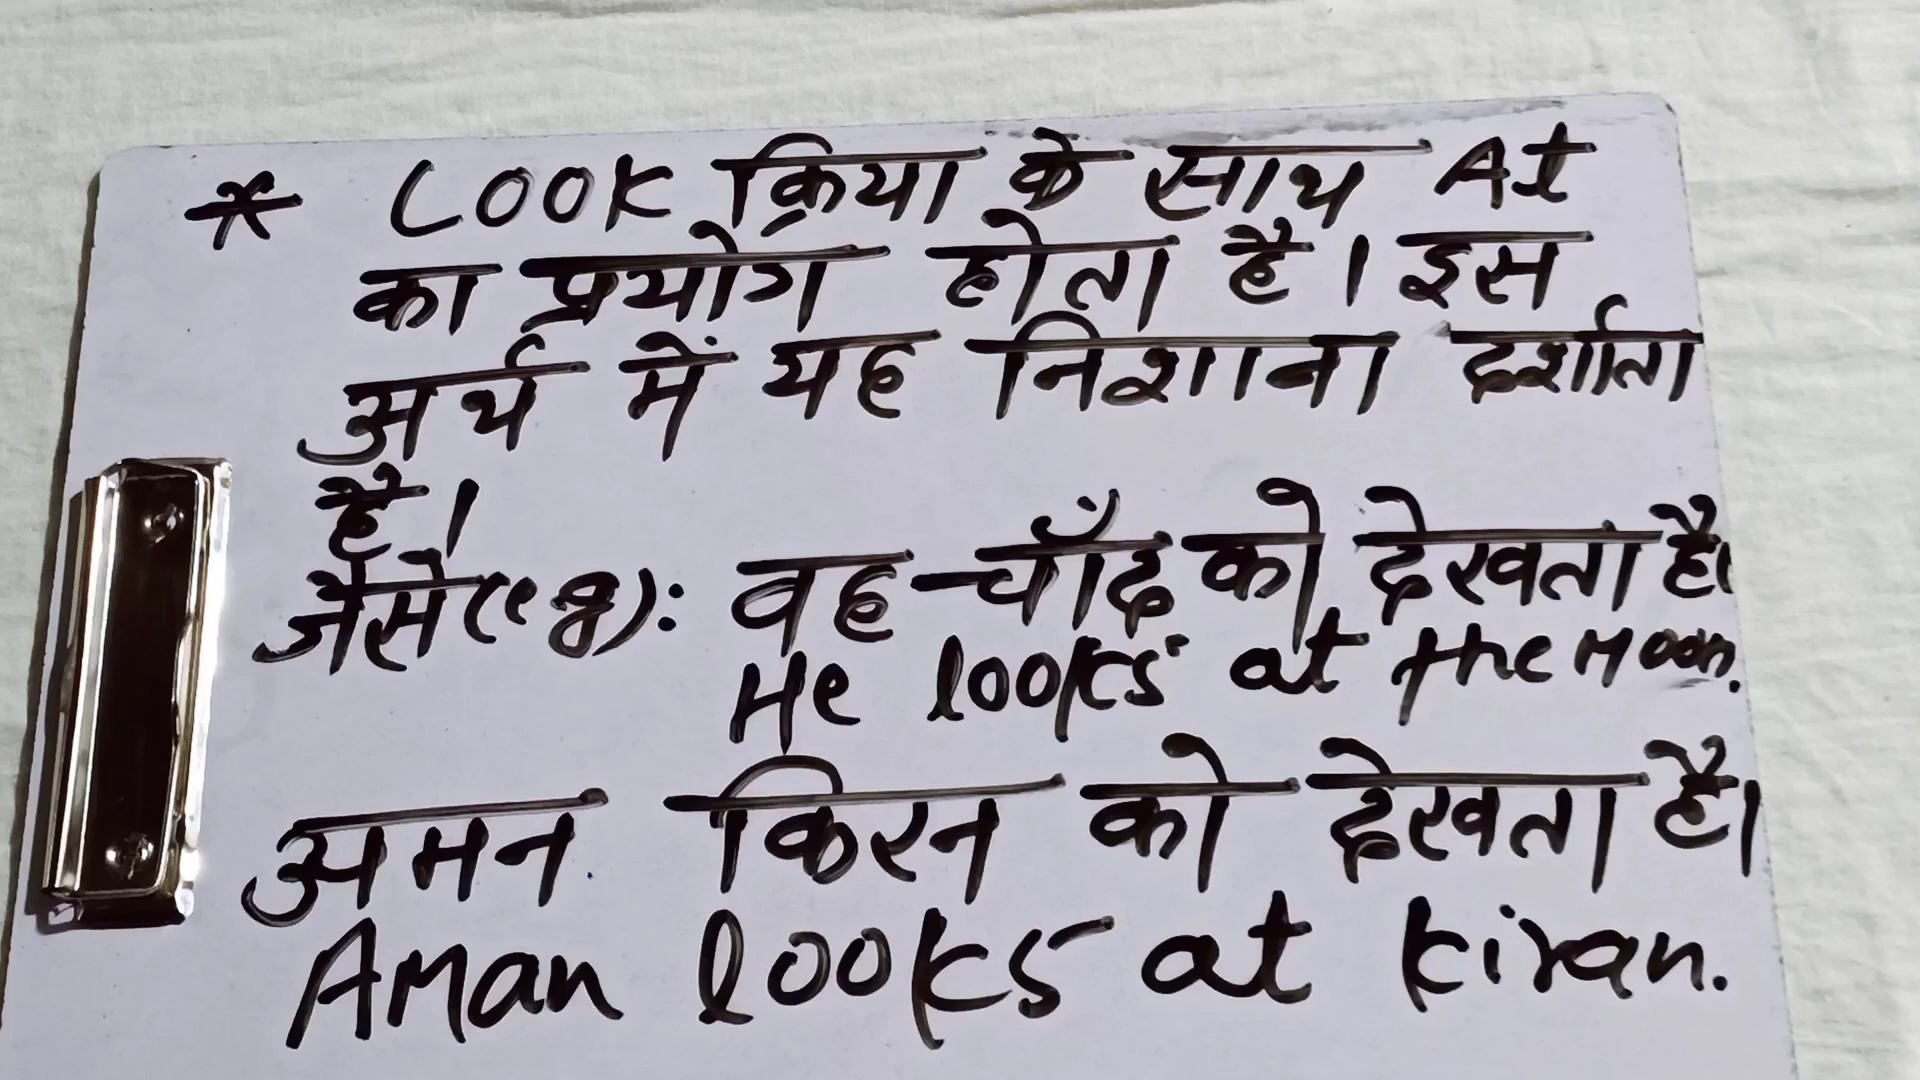 * LOOK क्रिया के साथ At
का प्रयोग होता है। इस
अर्थ में यह निशाना दर्शाता
है।
जैसे(eg): वह चाँद को देखता है।
He looks at the Moon.
अमन किरन को देखता है।
AMan looks at Kiran.